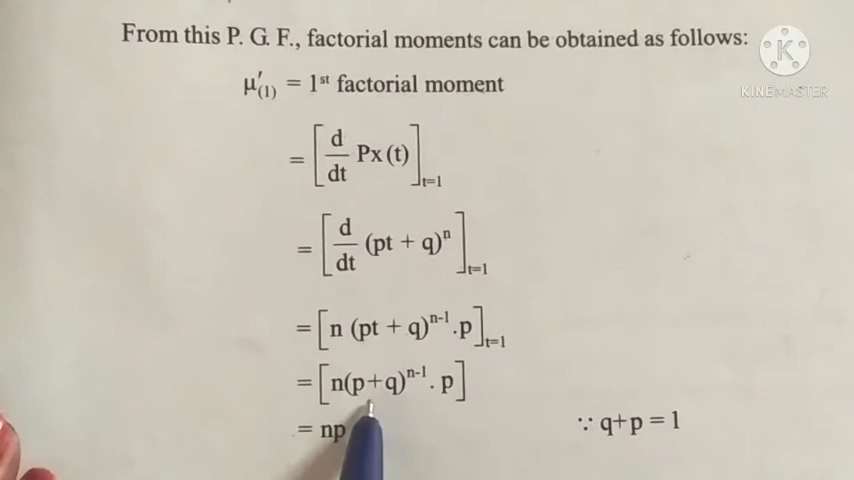 From this P. G. F., factorial moments can be obtained as follows:
K
KINEMASTER
μ′(1) = 1st factorial moment
= [d/dt Px (t)]t=1
= [d/dt (pt + q)ⁿ]t=1
= [n (pt + q)ⁿ⁻¹ .p]t=1
= [n(p+q)ⁿ⁻¹. p]
= np ∵ q+p = 1